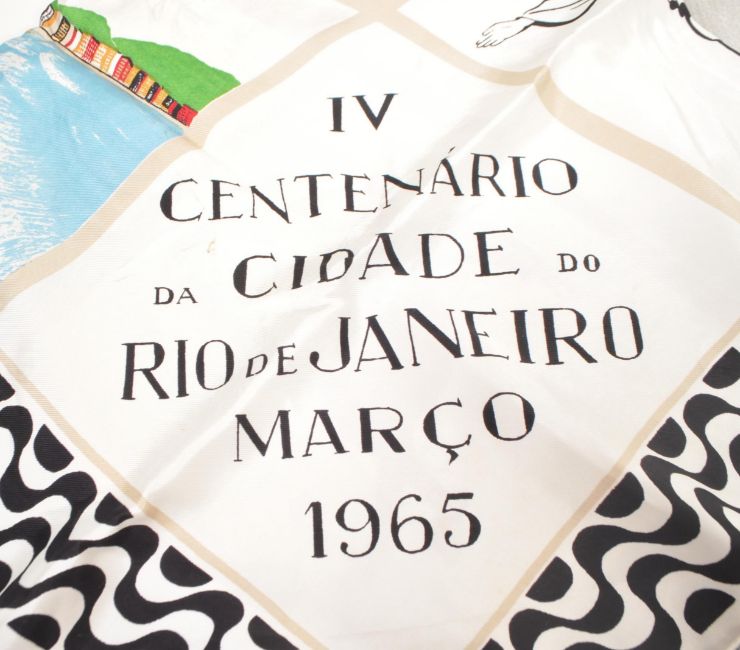 IV
CENTENÁRIO
DA CIDADE DO
RIO DE JANEIRO
MARÇO
1965